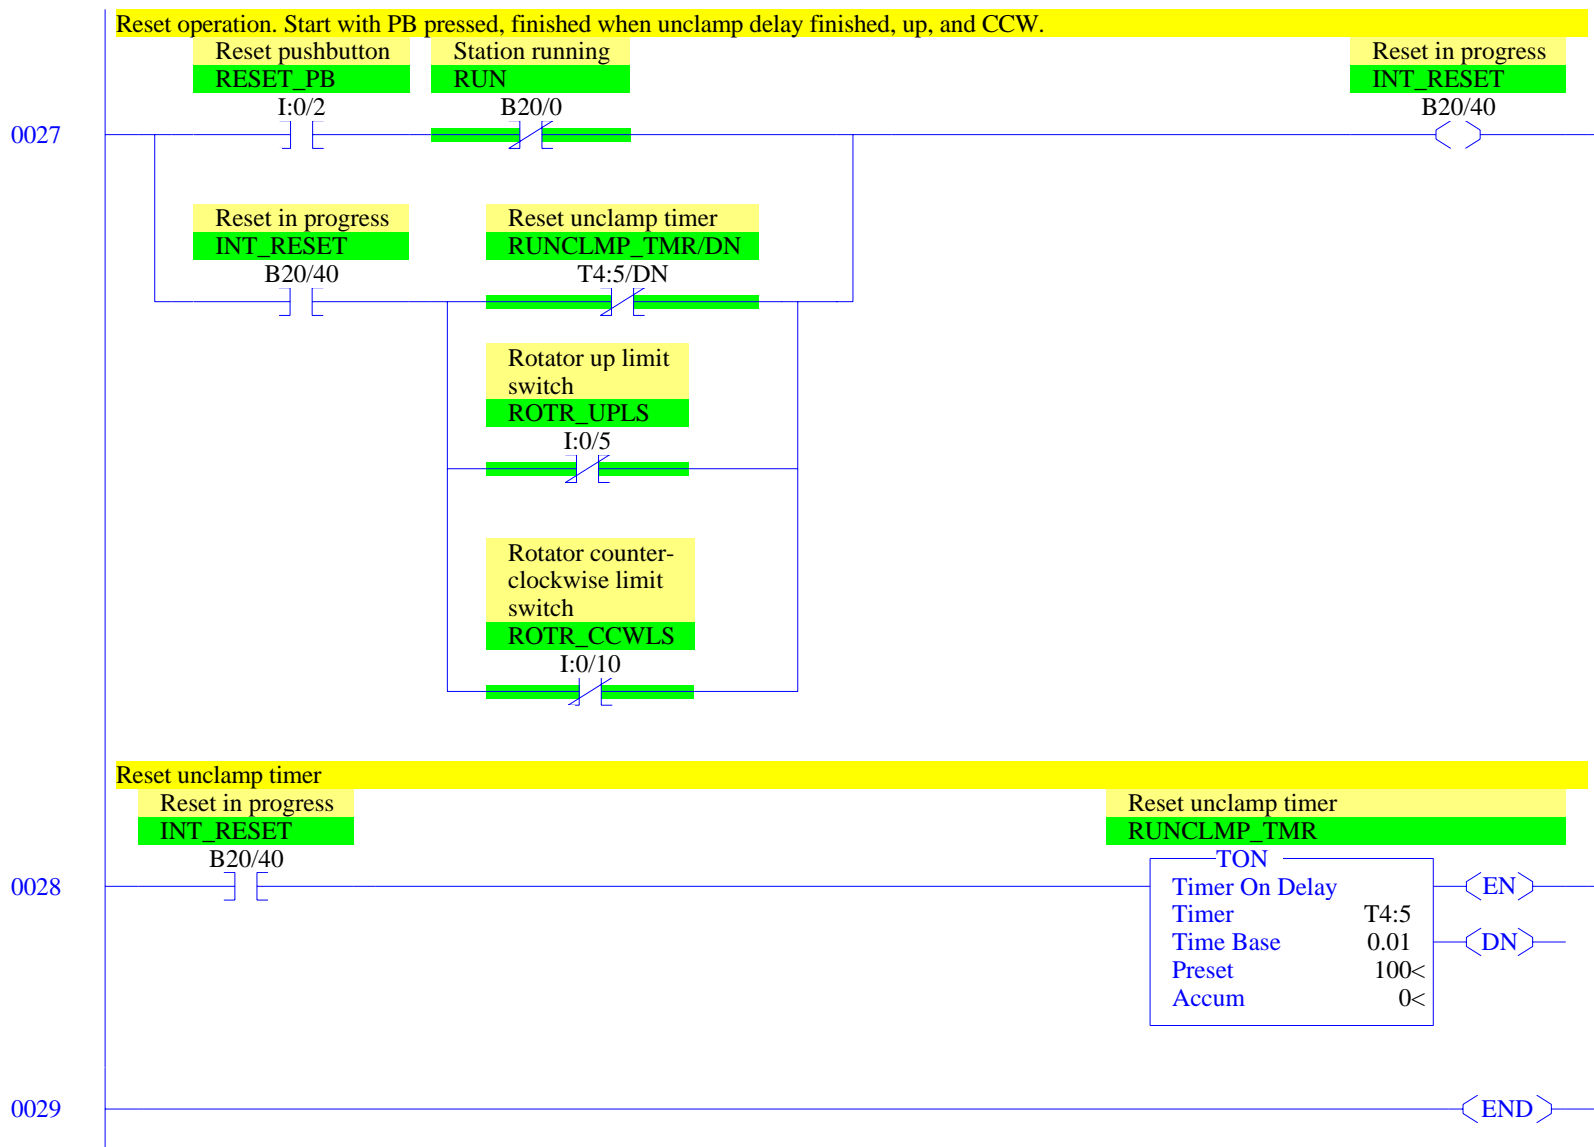 Reset operation. Start with PB pressed, finished when unclamp delay finished, up, and CCW.
Reset pushbutton
RESET_PB
I:0/2
Station running
RUN
B20/0
Reset in progress
INT_RESET
B20/40
0027
Reset in progress
INT_RESET
B20/40
Reset unclamp timer
RUNCLMP_TMR/DN
T4:5/DN
Rotator up limit
switch
ROTR_UPLS
I:0/5
Rotator counter-
clockwise limit
switch
ROTR_CCWLS
I:0/10
Reset unclamp timer
Reset in progress
INT_RESET
B20/40
Reset unclamp timer
RUNCLMP_TMR
0028
TON
Timer On Delay
Timer T4:5
Time Base 0.01
Preset 100<
Accum 0<
EN
DN
0029
END